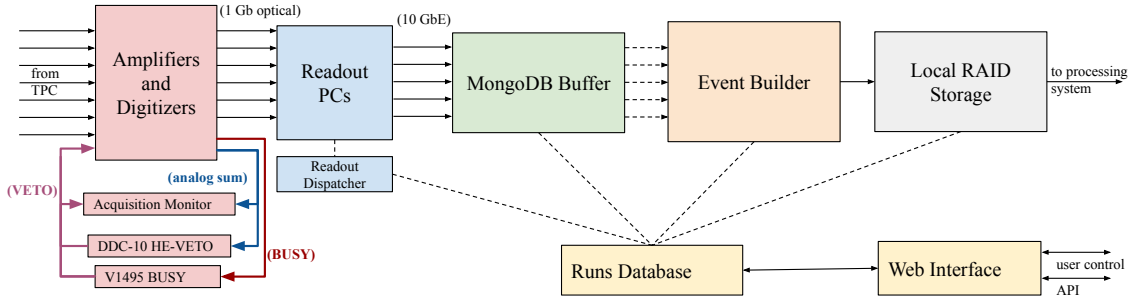 (1 Gb optical)
(10 GbE)
from
TPC
Amplifiers
and
Digitizers
Readout
PCs
MongoDB Buffer
Event Builder
Local RAID
Storage
to processing
system
Readout
Dispatcher
(VETO)
(analog sum)
Acquisition Monitor
DDC-10 HE-VETO
(BUSY)
V1495 BUSY
Runs Database
Web Interface
user control
API